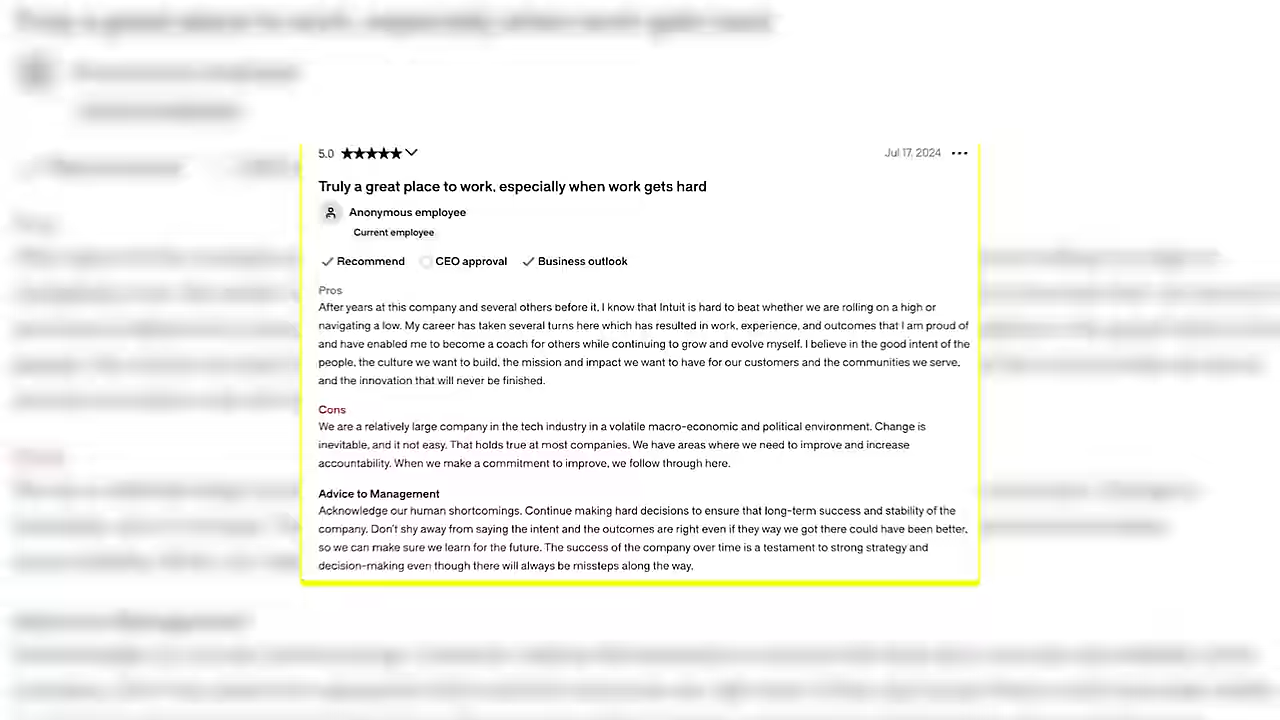 5.0 ★★★★★
Jul 17, 2024 •••
Truly a great place to work, especially when work gets hard
Anonymous employee
Current employee
Recommend CEO approval Business outlook
Pros
After years at this company and several others before it, I know that Intuit is hard to beat whether we are rolling on a high or
navigating a low. My career has taken several turns here which has resulted in work, experience, and outcomes that I am proud of
and have enabled me to become a coach for others while continuing to grow and evolve myself. I believe in the good intent of the
people, the culture we want to build, the mission and impact we want to have for our customers and the communities we serve,
and the innovation that will never be finished.
Cons
We are a relatively large company in the tech industry in a volatile macro-economic and political environment. Change is
inevitable, and it not easy. That holds true at most companies. We have areas where we need to improve and increase
accountability. When we make a commitment to improve, we follow through here.
Advice to Management
Acknowledge our human shortcomings. Continue making hard decisions to ensure that long-term success and stability of the
company. Don't shy away from saying the intent and the outcomes are right even if they way we got there could have been better,
so we can make sure we learn for the future. The success of the company over time is a testament to strong strategy and
decision-making even though there will always be missteps along the way.